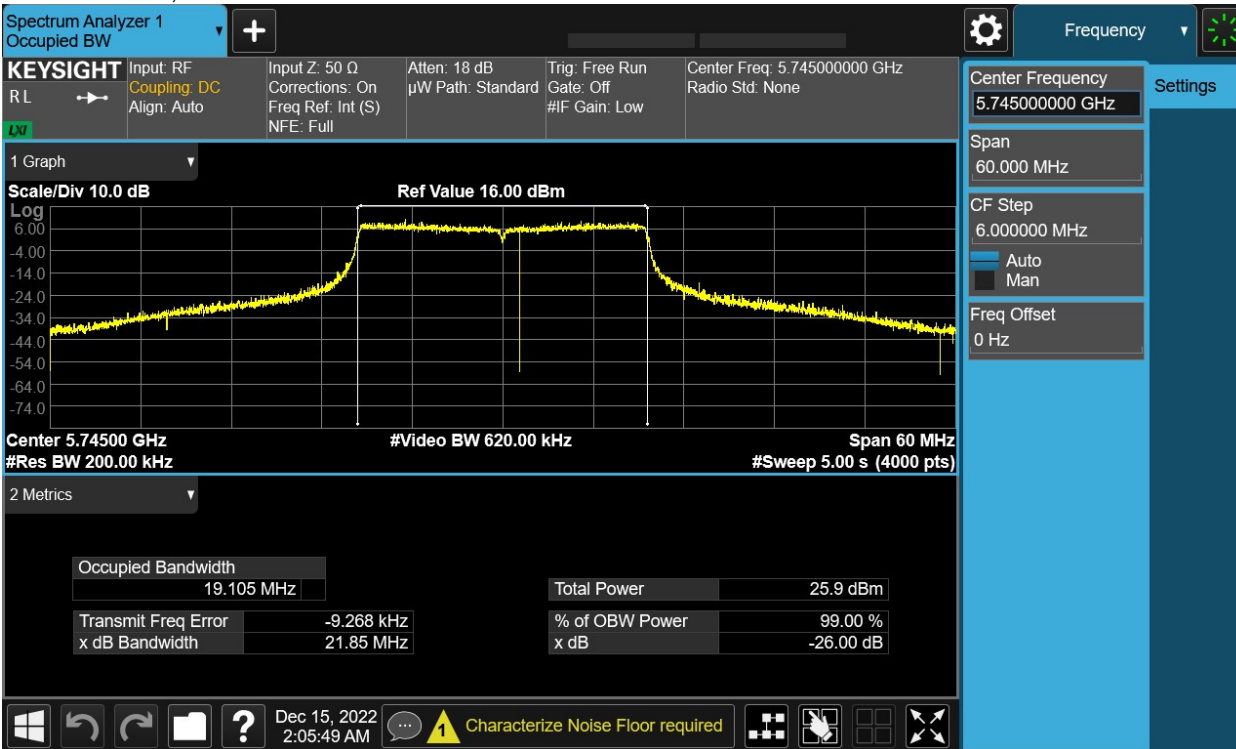 Spectrum Analyzer 1
Occupied BW
Frequency
KEYSIGHT
R L
LXI
Input: RF
Coupling: DC
Align: Auto
Input Z: 50 Ω
Corrections: On
Freq Ref: Int (S)
NFE: Full
Atten: 18 dB
µW Path: Standard
Trig: Free Run
Gate: Off
#IF Gain: Low
Center Freq: 5.745000000 GHz
Radio Std: None
Center Frequency
5.745000000 GHz
Settings
Span
60.000 MHz
CF Step
6.000000 MHz
Auto
Man
Freq Offset
0 Hz
1 Graph
Scale/Div 10.0 dB
Ref Value 16.00 dBm
Log
6.00
-4.00
-14.0
-24.0
-34.0
-44.0
-54.0
-64.0
-74.0
Center 5.74500 GHz
#Video BW 620.00 kHz
Span 60 MHz
#Res BW 200.00 kHz
#Sweep 5.00 s (4000 pts)
2 Metrics
Occupied Bandwidth
19.105 MHz
Total Power 25.9 dBm
Transmit Freq Error -9.268 kHz
% of OBW Power 99.00 %
x dB Bandwidth 21.85 MHz
x dB -26.00 dB
?
Dec 15, 2022
2:05:49 AM
1
Characterize Noise Floor required